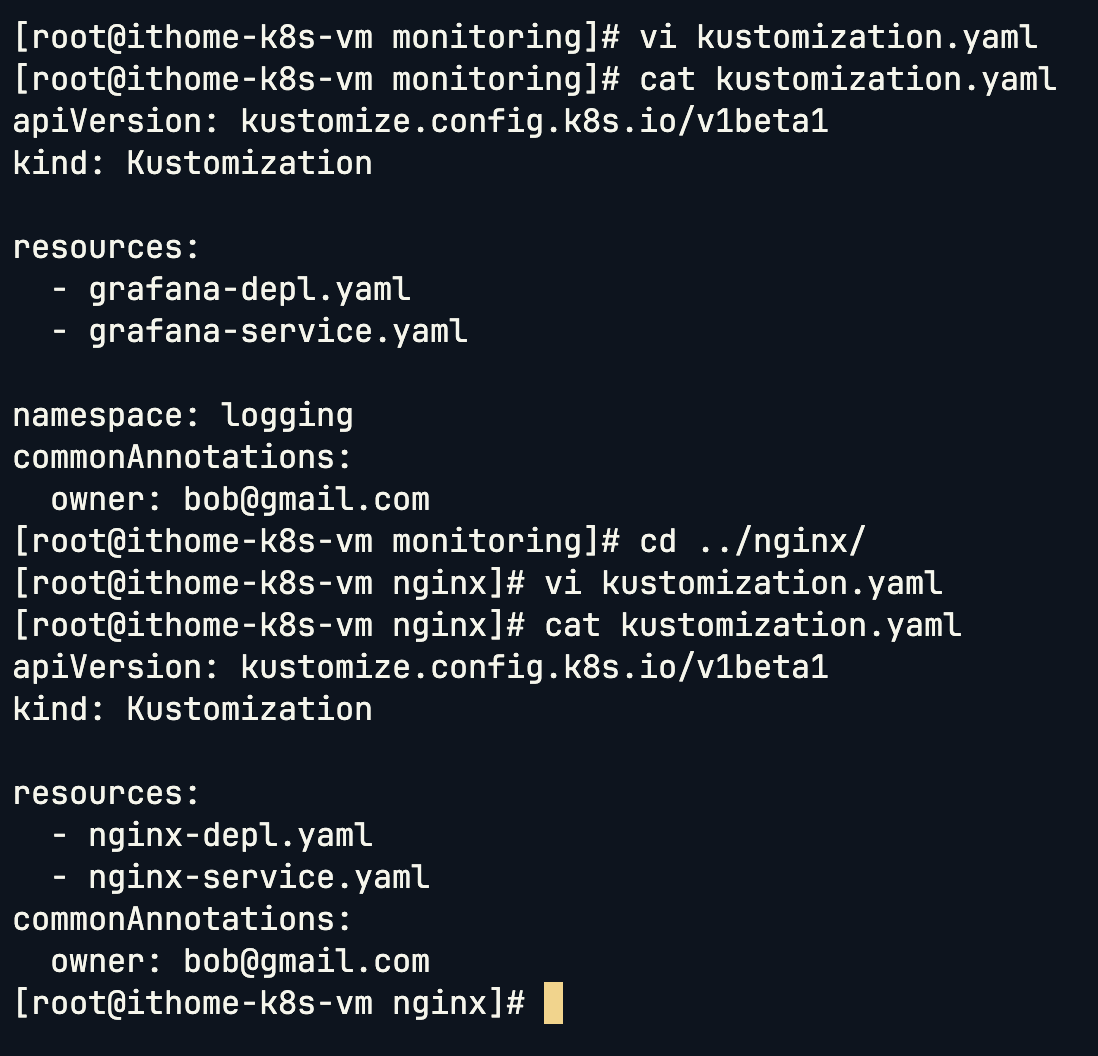 [root@ithome-k8s-vm monitoring]# vi kustomization.yaml
[root@ithome-k8s-vm monitoring]# cat kustomization.yaml
apiVersion: kustomize.config.k8s.io/v1beta1
kind: Kustomization

resources:
  - grafana-depl.yaml
  - grafana-service.yaml

namespace: logging
commonAnnotations:
  owner: bob@gmail.com
[root@ithome-k8s-vm monitoring]# cd ../nginx/
[root@ithome-k8s-vm nginx]# vi kustomization.yaml
[root@ithome-k8s-vm nginx]# cat kustomization.yaml
apiVersion: kustomize.config.k8s.io/v1beta1
kind: Kustomization

resources:
  - nginx-depl.yaml
  - nginx-service.yaml
commonAnnotations:
  owner: bob@gmail.com
[root@ithome-k8s-vm nginx]#